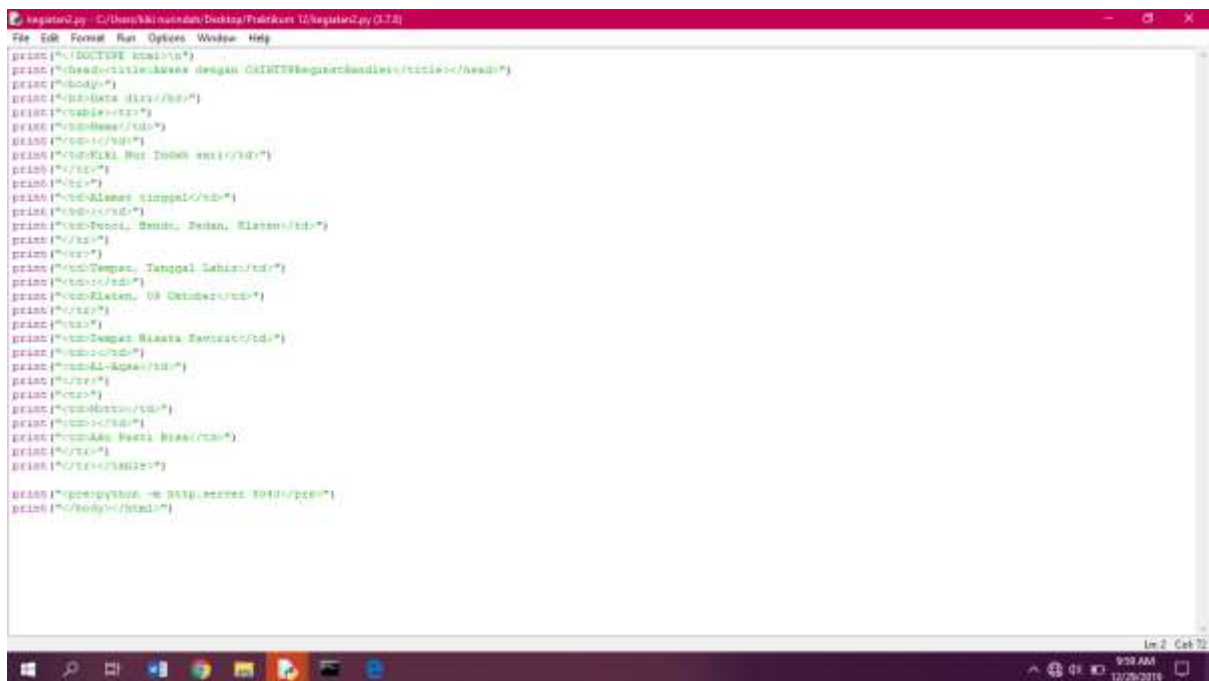 kegiatan2.py - C:/Users/kiki nurindah/Desktop/Praktikum 12/kegiatan2.py (3.7.0)
File Edit Format Run Options Window Help
print("<!DOCTYPE html>\n")
print("<head><title>Akses dengan CGIHTTPRequestHandler</title></head>")
print("<body>")
print("<h3>Data diri</h3>")
print("<table><tr>")
print("<td>Nama</td>")
print("<td>:</td>")
print("<td>Kiki Nur Indah sari</td>")
print("</tr>")
print("<tr>")
print("<td>Alamat tinggal</td>")
print("<td>:</td>")
print("<td> Bendo, Pedan, Klaten</td>")
print("</tr>")
print("<tr>")
print("<td>Tempat, Tanggal Lahir</td>")
print("<td>:</td>")
print("<td>Klaten, 09 Oktober</td>")
print("</tr>")
print("<tr>")
print("<td>Tempat Wisata Favorit</td>")
print("<td>:</td>")
print("<td>Al-Aqsa</td>")
print("</tr>")
print("<tr>")
print("<td>Motto</td>")
print("<td>:</td>")
print("<td>Aku Pasti Bisa</td>")
print("</tr>")
print("</tr></table>")
print("<pre>python -m http.server 8040</pre>")
print("</body></html>")
Ln: 2 Col: 72
9:59 AM
12/29/2019